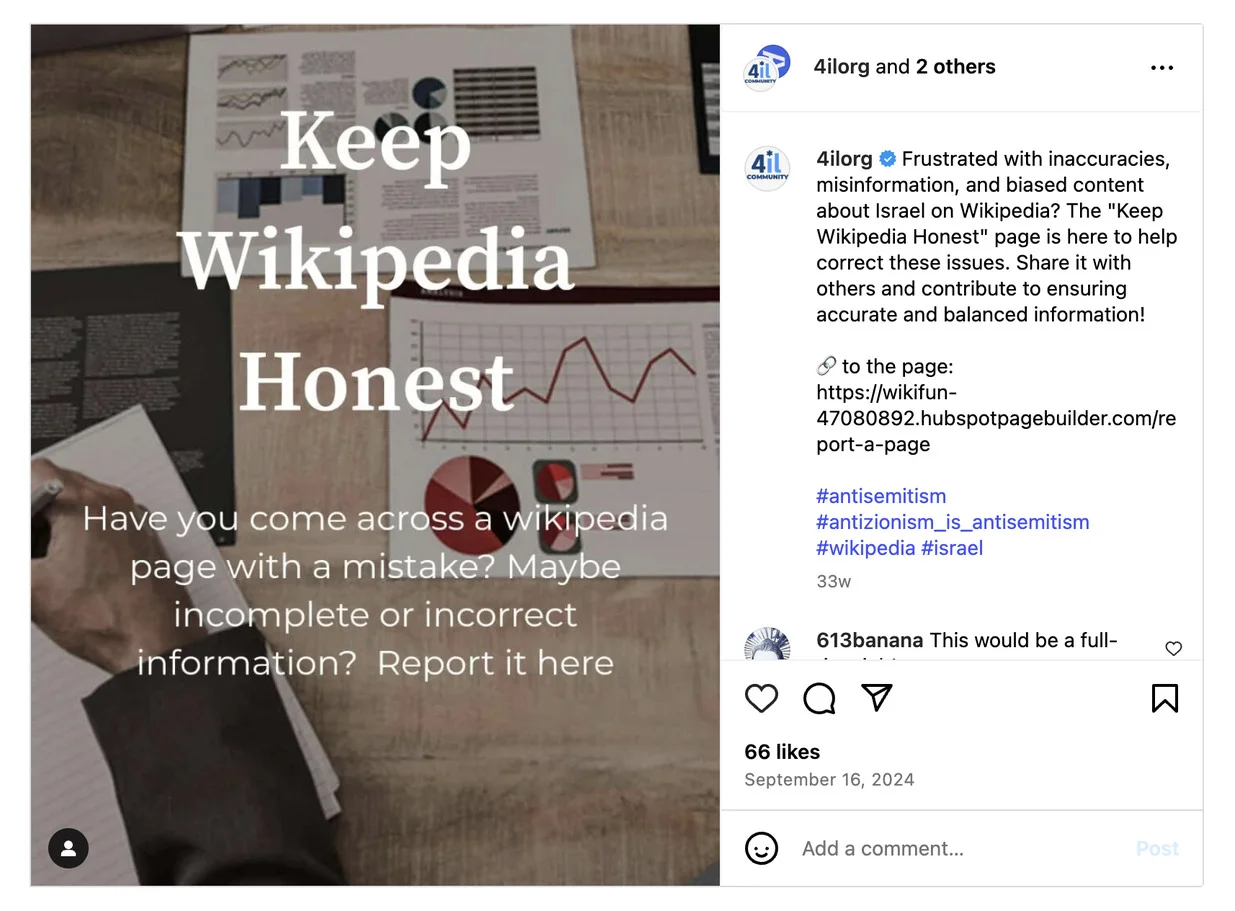 Keep
Wikipedia
Honest
Have you come across a wikipedia
page with a mistake? Maybe
incomplete or incorrect
information?  Report it here
4il
COMMUNITY
4ilorg and 2 others
4il
COMMUNITY
4ilorg Frustrated with inaccuracies,
misinformation, and biased content
about Israel on Wikipedia? The "Keep
Wikipedia Honest" page is here to help
correct these issues. Share it with
others and contribute to ensuring
accurate and balanced information!
🔗 to the page:
https://wikifun-
47080892.hubspotpagebuilder.com/re
port-a-page
#antisemitism
#antizionism_is_antisemitism
#wikipedia #israel
33w
613banana This would be a full-
66 likes
September 16, 2024
Add a comment...
Post